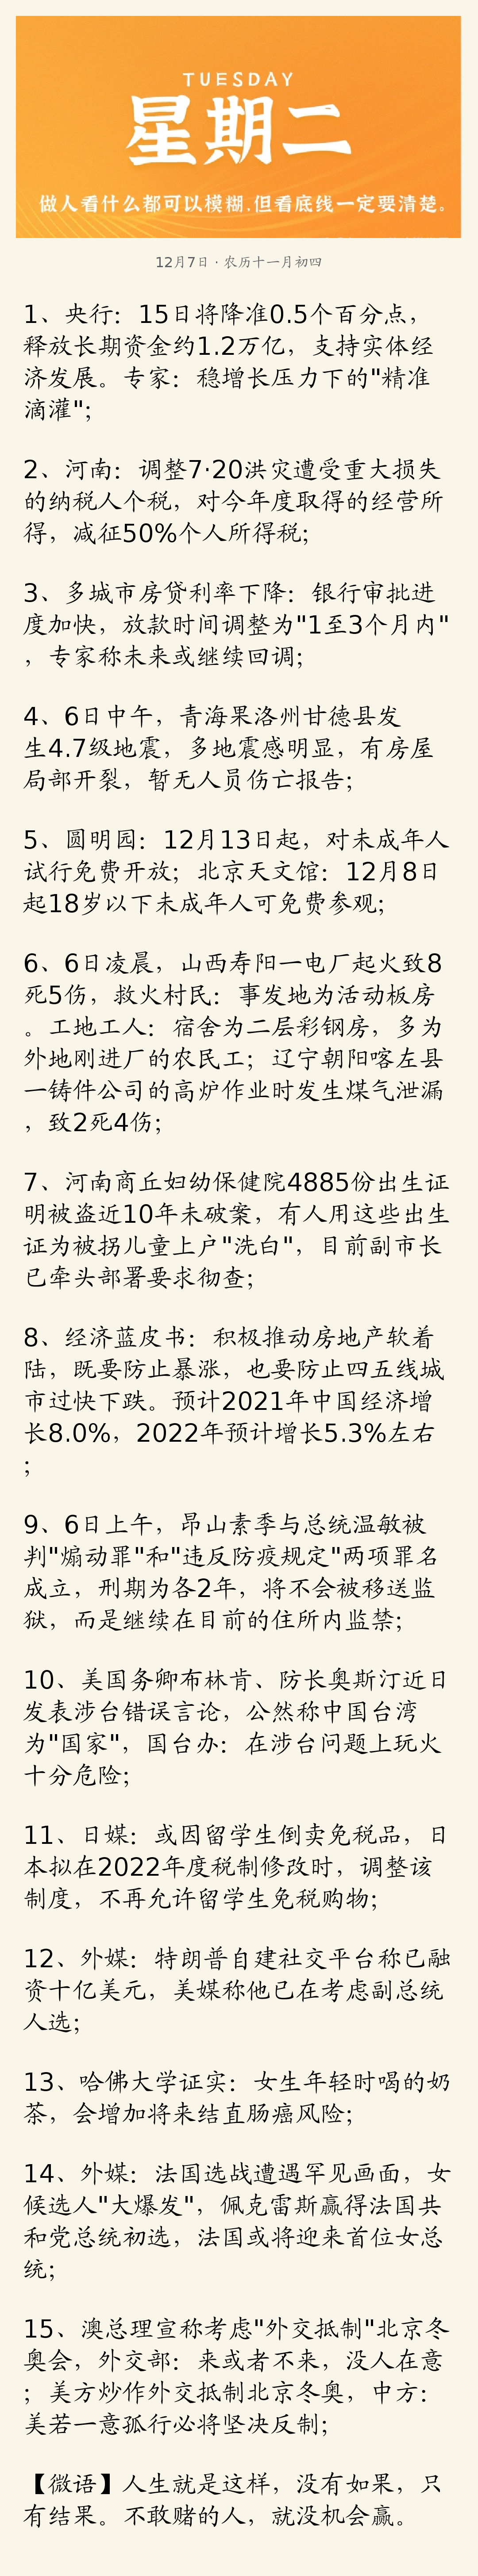 TUESDAY
星期二
做人看什么都可以模糊.但看底线一定要清楚。
12月7日 · 农历十一月初四
1、央行：15日将降准0.5个百分点，
释放长期资金约1.2万亿，支持实体经
济发展。专家：稳增长压力下的"精准
滴灌"；
2、河南：调整7·20洪灾遭受重大损失
的纳税人个税，对今年度取得的经营所
得，减征50%个人所得税；
3、多城市房贷利率下降：银行审批进
度加快，放款时间调整为"1至3个月内"
，专家称未来或继续回调；
4、6日中午，青海果洛州甘德县发
生4.7级地震，多地震感明显，有房屋
局部开裂，暂无人员伤亡报告；
5、圆明园：12月13日起，对未成年人
试行免费开放；北京天文馆：12月8日
起18岁以下未成年人可免费参观；
6、6日凌晨，山西寿阳一电厂起火致8
死5伤，救火村民：事发地为活动板房
。工地工人：宿舍为二层彩钢房，多为
外地刚进厂的农民工；辽宁朝阳喀左县
一铸件公司的高炉作业时发生煤气泄漏
，致2死4伤；
7、河南商丘妇幼保健院4885份出生证
明被盗近10年未破案，有人用这些出生
证为被拐儿童上户"洗白"，目前副市长
已牵头部署要求彻查；
8、经济蓝皮书：积极推动房地产软着
陆，既要防止暴涨，也要防止四五线城
市过快下跌。预计2021年中国经济增
长8.0%，2022年预计增长5.3%左右
；
9、6日上午，昂山素季与总统温敏被
判"煽动罪"和"违反防疫规定"两项罪名
成立，刑期为各2年，将不会被移送监
狱，而是继续在目前的住所内监禁；
10、美国务卿布林肯、防长奥斯汀近日
发表涉台错误言论，公然称中国台湾
为"国家"，国台办：在涉台问题上玩火
十分危险；
11、日媒：或因留学生倒卖免税品，日
本拟在2022年度税制修改时，调整该
制度，不再允许留学生免税购物；
12、外媒：特朗普自建社交平台称已融
资十亿美元，美媒称他已在考虑副总统
人选；
13、哈佛大学证实：女生年轻时喝的奶
茶，会增加将来结直肠癌风险；
14、外媒：法国选战遭遇罕见画面，女
候选人"大爆发"，佩克雷斯赢得法国共
和党总统初选，法国或将迎来首位女总
统；
15、澳总理宣称考虑"外交抵制"北京冬
奥会，外交部：来或者不来，没人在意
；美方炒作外交抵制北京冬奥，中方：
美若一意孤行必将坚决反制；
【微语】人生就是这样，没有如果，只
有结果。不敢赌的人，就没机会赢。